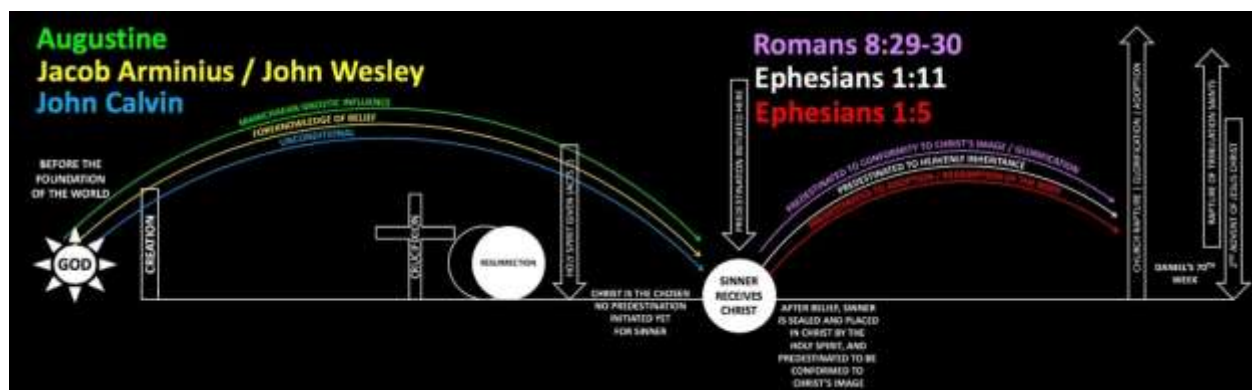 Augustine
Jacob Arminius / John Wesley
John Calvin
Romans 8:29-30
Ephesians 1:11
Ephesians 1:5
MANICHAEAN GNOSTIC INFLUENCE
FOREKNOWLEDGE OF BELIEF
UNCONDITIONAL
BEFORE THE
FOUNDATION
OF THE WORLD
GOD
CREATION
CRUCIFIXION
RESURRECTION
HOLY SPIRIT GIVEN (ACTS 2)
CHRIST IS THE CHOSEN
NO PREDESTINATION
INITIATED YET
FOR SINNER
PREDESTINATION INITIATED HERE
SINNER
RECEIVES
CHRIST
AFTER BELIEF, SINNER
IS SEALED AND PLACED
IN CHRIST BY THE
HOLY SPIRIT, AND
PREDESTINATED TO BE
CONFORMED TO
CHRIST'S IMAGE
PREDESTINATED TO CONFORMITY TO CHRIST'S IMAGE / GLORIFICATION
PREDESTINATED TO HEAVENLY INHERITANCE
PREDESTINATED TO ADOPTION / REDEMPTION OF THE BODY
CHURCH RAPTURE | GLORIFICATION | ADOPTION
DANIEL'S 70TH
WEEK
RAPTURE OF TRIBULATION SAINTS
2ND ADVENT OF JESUS CHRIST